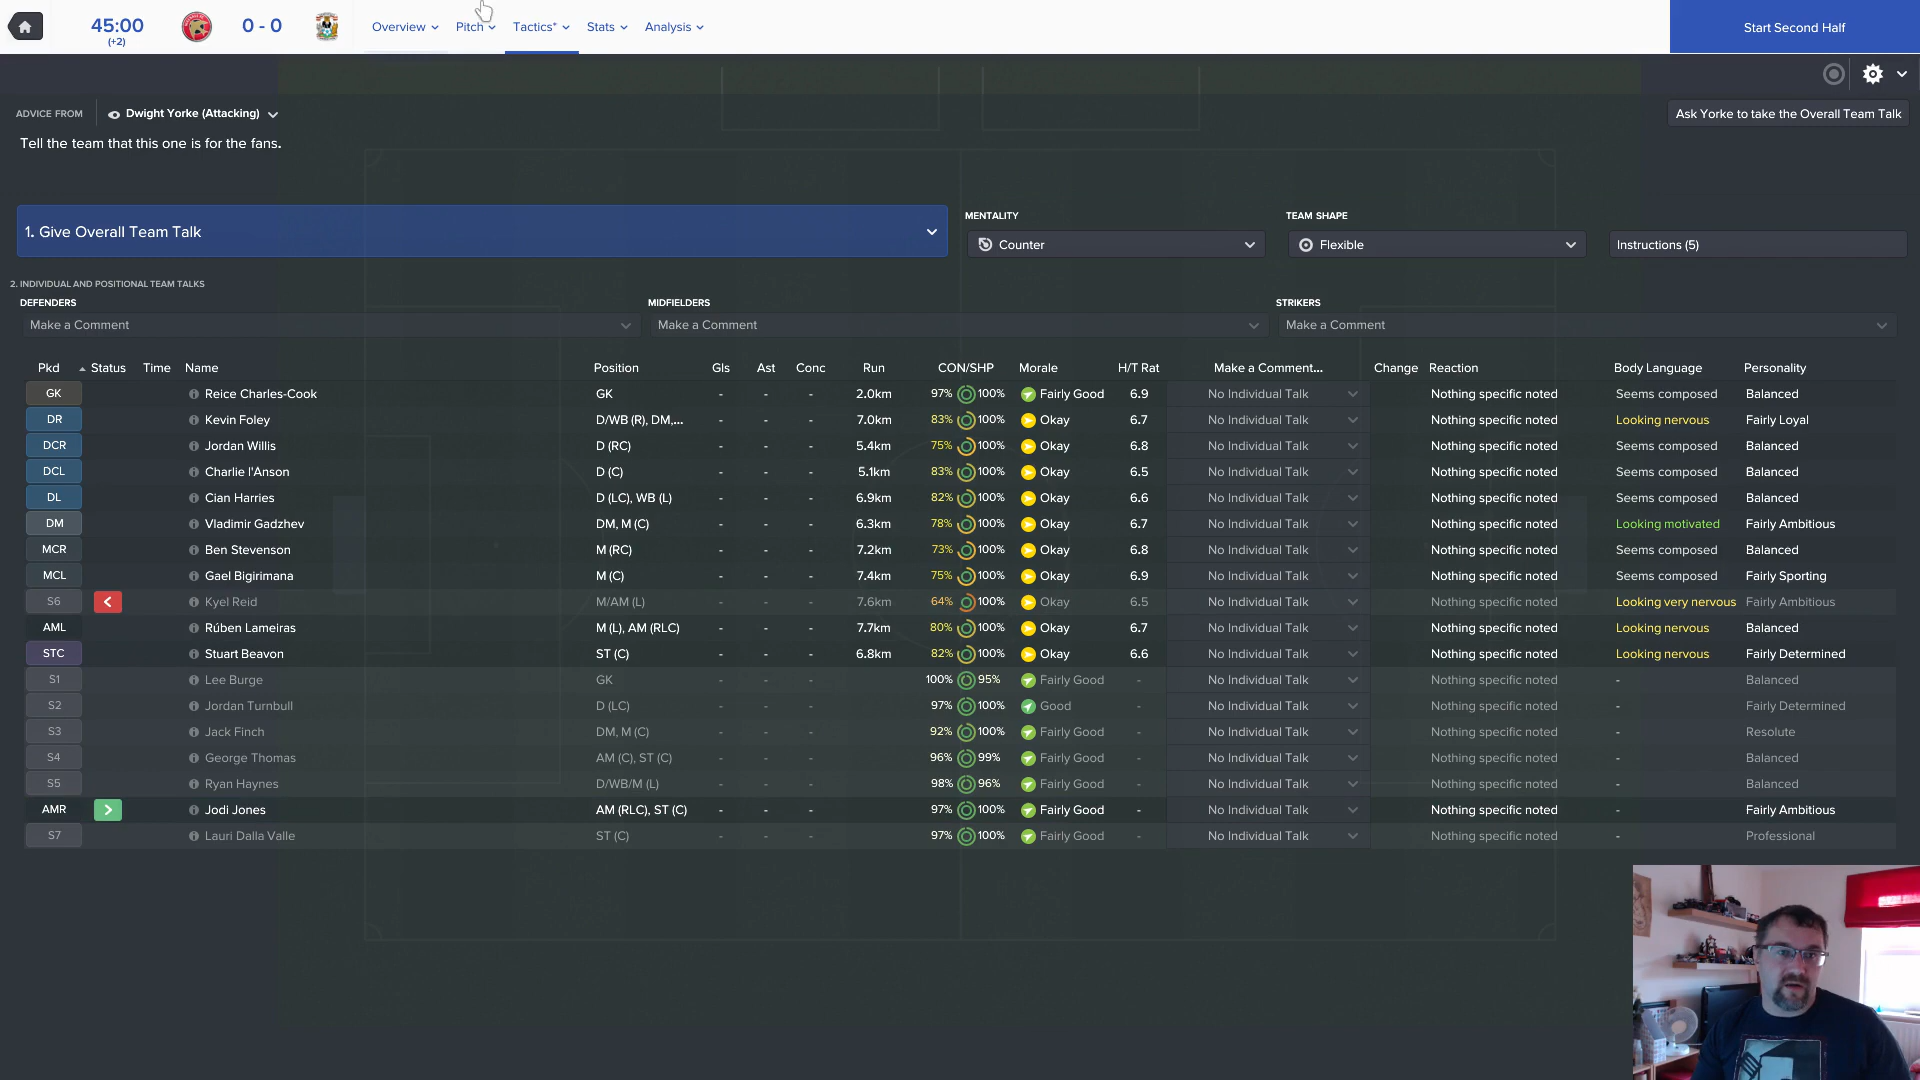 45:00
(+2)
0 - 0
Overview
Pitch
Tactics*
Stats
Analysis
Start Second Half
ADVICE FROM
Dwight Yorke (Attacking)
Ask Yorke to take the Overall Team Talk
Tell the team that this one is for the fans.
1. Give Overall Team Talk
MENTALITY
Counter
TEAM SHAPE
Flexible
Instructions (5)
2. INDIVIDUAL AND POSITIONAL TEAM TALKS
DEFENDERS MIDFIELDERS STRIKERS
Make a Comment Make a Comment Make a Comment
Pkd Status Time Name Position Gls Ast Conc Run CON/SHP Morale H/T Rat Make a Comment... Change Reaction Body Language Personality
GK Reice Charles-Cook GK - - - 2.0km 97% 100% Fairly Good 6.9 No Individual Talk Nothing specific noted Seems composed Balanced
DR Kevin Foley D/WB (R), DM,... - - - 7.0km 83% 100% Okay 6.7 No Individual Talk Nothing specific noted Looking nervous Fairly Loyal
DCR Jordan Willis D (RC) - - - 5.4km 75% 100% Okay 6.8 No Individual Talk Nothing specific noted Seems composed Balanced
DCL Charlie I'Anson D (C) - - - 5.1km 83% 100% Okay 6.5 No Individual Talk Nothing specific noted Seems composed Balanced
DL Cian Harries D (LC), WB (L) - - - 6.9km 82% 100% Okay 6.6 No Individual Talk Nothing specific noted Seems composed Balanced
DM Vladimir Gadzhev DM, M (C) - - - 6.3km 78% 100% Okay 6.7 No Individual Talk Nothing specific noted Looking motivated Fairly Ambitious
MCR Ben Stevenson M (RC) - - - 7.2km 73% 100% Okay 6.8 No Individual Talk Nothing specific noted Seems composed Balanced
MCL Gael Bigirimana M (C) - - - 7.4km 75% 100% Okay 6.9 No Individual Talk Nothing specific noted Seems composed Fairly Sporting
S6 Kyel Reid M/AM (L) - - - 7.6km 64% 100% Okay 6.5 No Individual Talk Nothing specific noted Looking very nervous Fairly Ambitious
AML Rúben Lameiras M (L), AM (RLC) - - - 7.7km 80% 100% Okay 6.7 No Individual Talk Nothing specific noted Looking nervous Balanced
STC Stuart Beavon ST (C) - - - 6.8km 82% 100% Okay 6.6 No Individual Talk Nothing specific noted Looking nervous Fairly Determined
S1 Lee Burge GK - - - 100% 95% Fairly Good - No Individual Talk Nothing specific noted - Balanced
S2 Jordan Turnbull D (LC) - - - 97% 100% Good - No Individual Talk Nothing specific noted - Fairly Determined
S3 Jack Finch DM, M (C) - - - 92% 100% Fairly Good - No Individual Talk Nothing specific noted - Resolute
S4 George Thomas AM (C), ST (C) - - - 96% 99% Fairly Good - No Individual Talk Nothing specific noted - Balanced
S5 Ryan Haynes D/WB/M (L) - - - 98% 96% Fairly Good - No Individual Talk Nothing specific noted - Balanced
AMR Jodi Jones AM (RLC), ST (C) - - - 97% 100% Fairly Good - No Individual Talk Nothing specific noted - Fairly Ambitious
S7 Lauri Dalla Valle ST (C) - - - 97% 100% Fairly Good - No Individual Talk Nothing specific noted - Professional